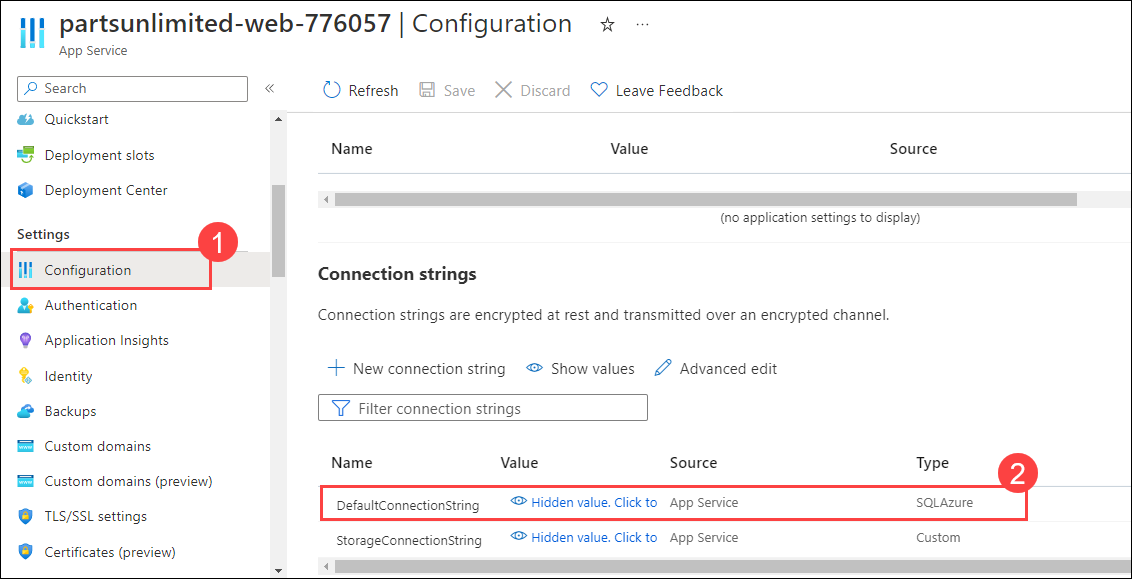 partsunlimited-web-776057 | Configuration ☆ ···
App Service
Search «
Quickstart
Deployment slots
Deployment Center
Settings
1
Configuration
Authentication
Application Insights
Identity
Backups
Custom domains
Custom domains (preview)
TLS/SSL settings
Certificates (preview)
Refresh Save Discard Leave Feedback
Name Value Source
(no application settings to display)
Connection strings
Connection strings are encrypted at rest and transmitted over an encrypted channel.
New connection string Show values Advanced edit
Filter connection strings
Name Value Source Type
2
DefaultConnectionString Hidden value. Click to App Service SQLAzure
StorageConnectionString Hidden value. Click to App Service Custom